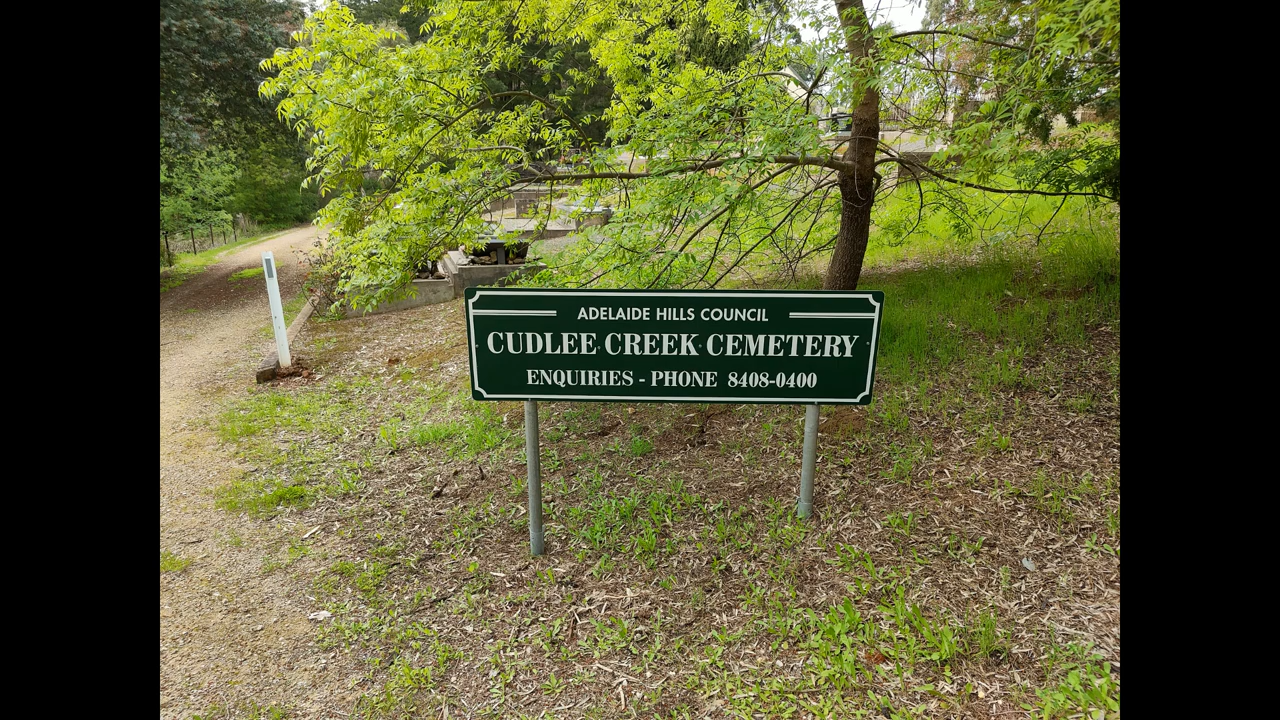 ADELAIDE HILLS COUNCIL
CUDLEE CREEK CEMETERY
ENQUIRIES - PHONE 8408-0400